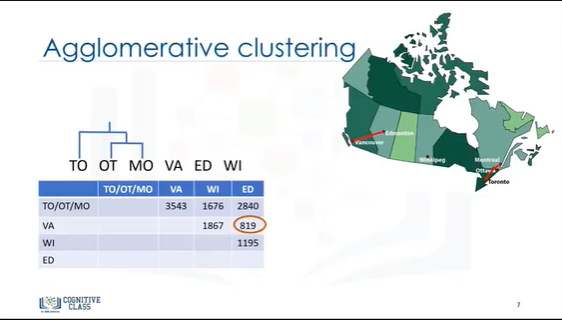 Agglomerative clustering
Edmonton
Vancouver
Winnipeg
Montreal
Ottawa
Toronto
TO OT MO VA ED WI
TO/OT/MO VA WI ED
TO/OT/MO 3543 1676 2840
VA 1867 819
WI 1195
ED
COGNITIVE
CLASS
7